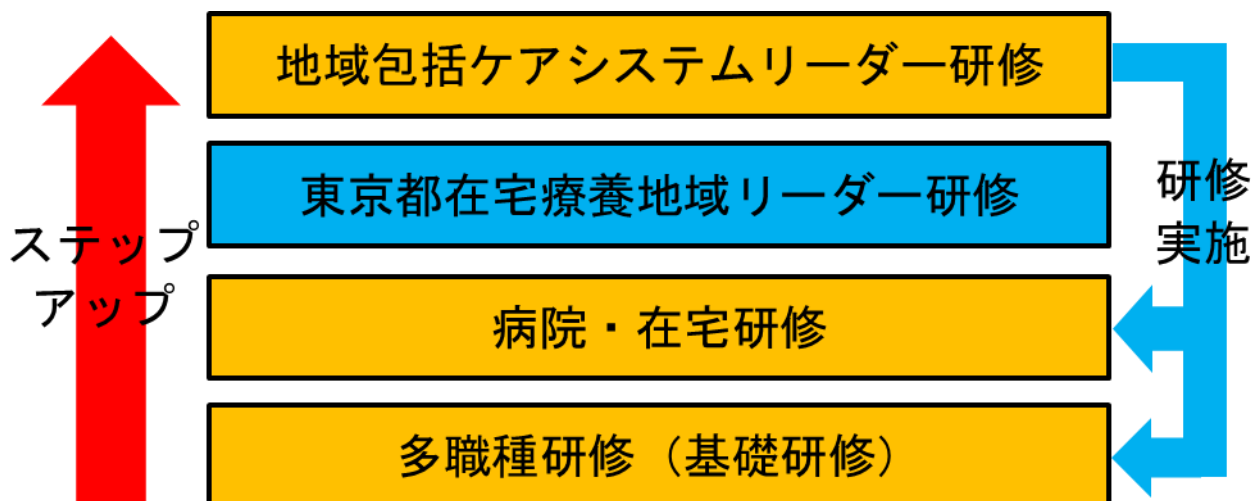 地域包括ケアシステムリーダー研修
東京都在宅療養地域リーダー研修
病院・在宅研修
多職種研修（基礎研修）
ステップ
アップ
研修
実施